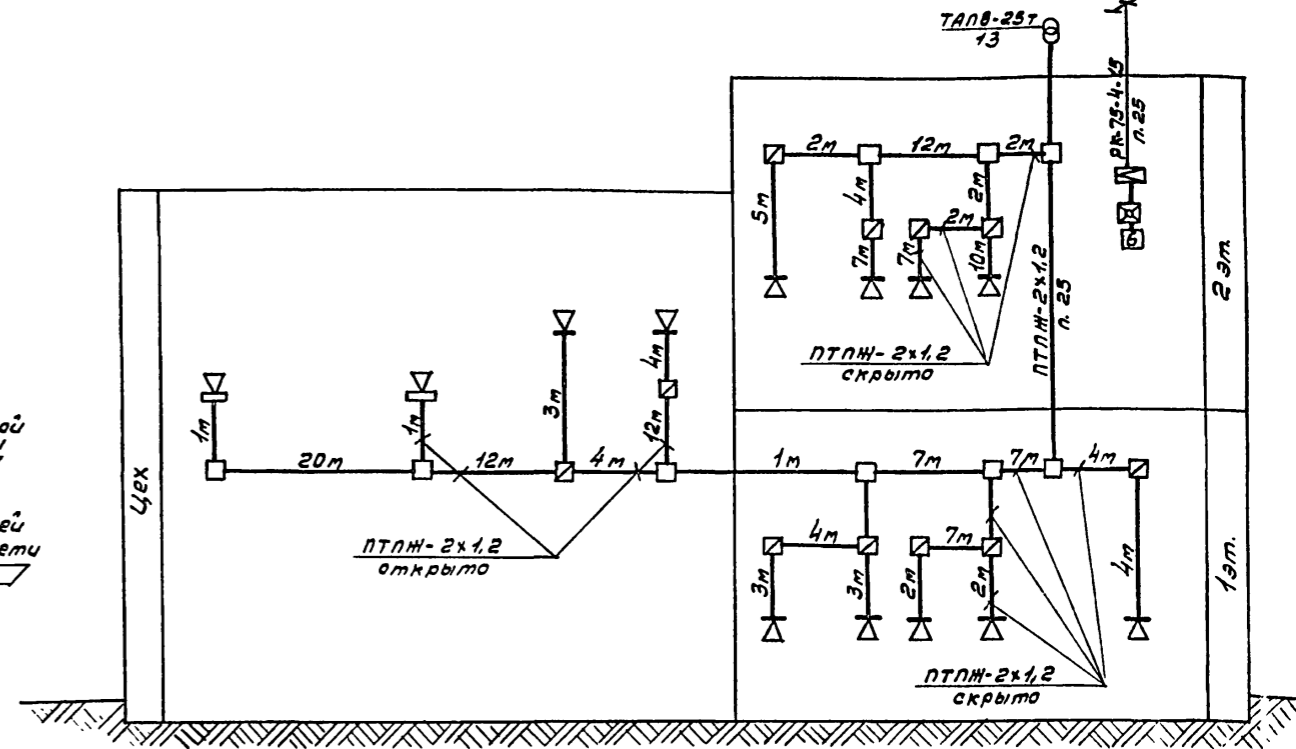 ТАПВ-25т
13
РК-75-4-15
п. 25
2м
12м
2м
5м
4м
2м
7м
2м
7м
10м
ПТПЖ-2х1,2
п. 25
ПТПЖ-2х1,2
скрыто
2 эт.
б
4м
3м
12м
1м
1м
20м
12м
4м
ПТПЖ-2х1,2
открыто
Цех
1м
7м
7м
4м
4м
7м
3м
3м
2м
2м
4м
ПТПЖ-2х1,2
скрыто
1эт.